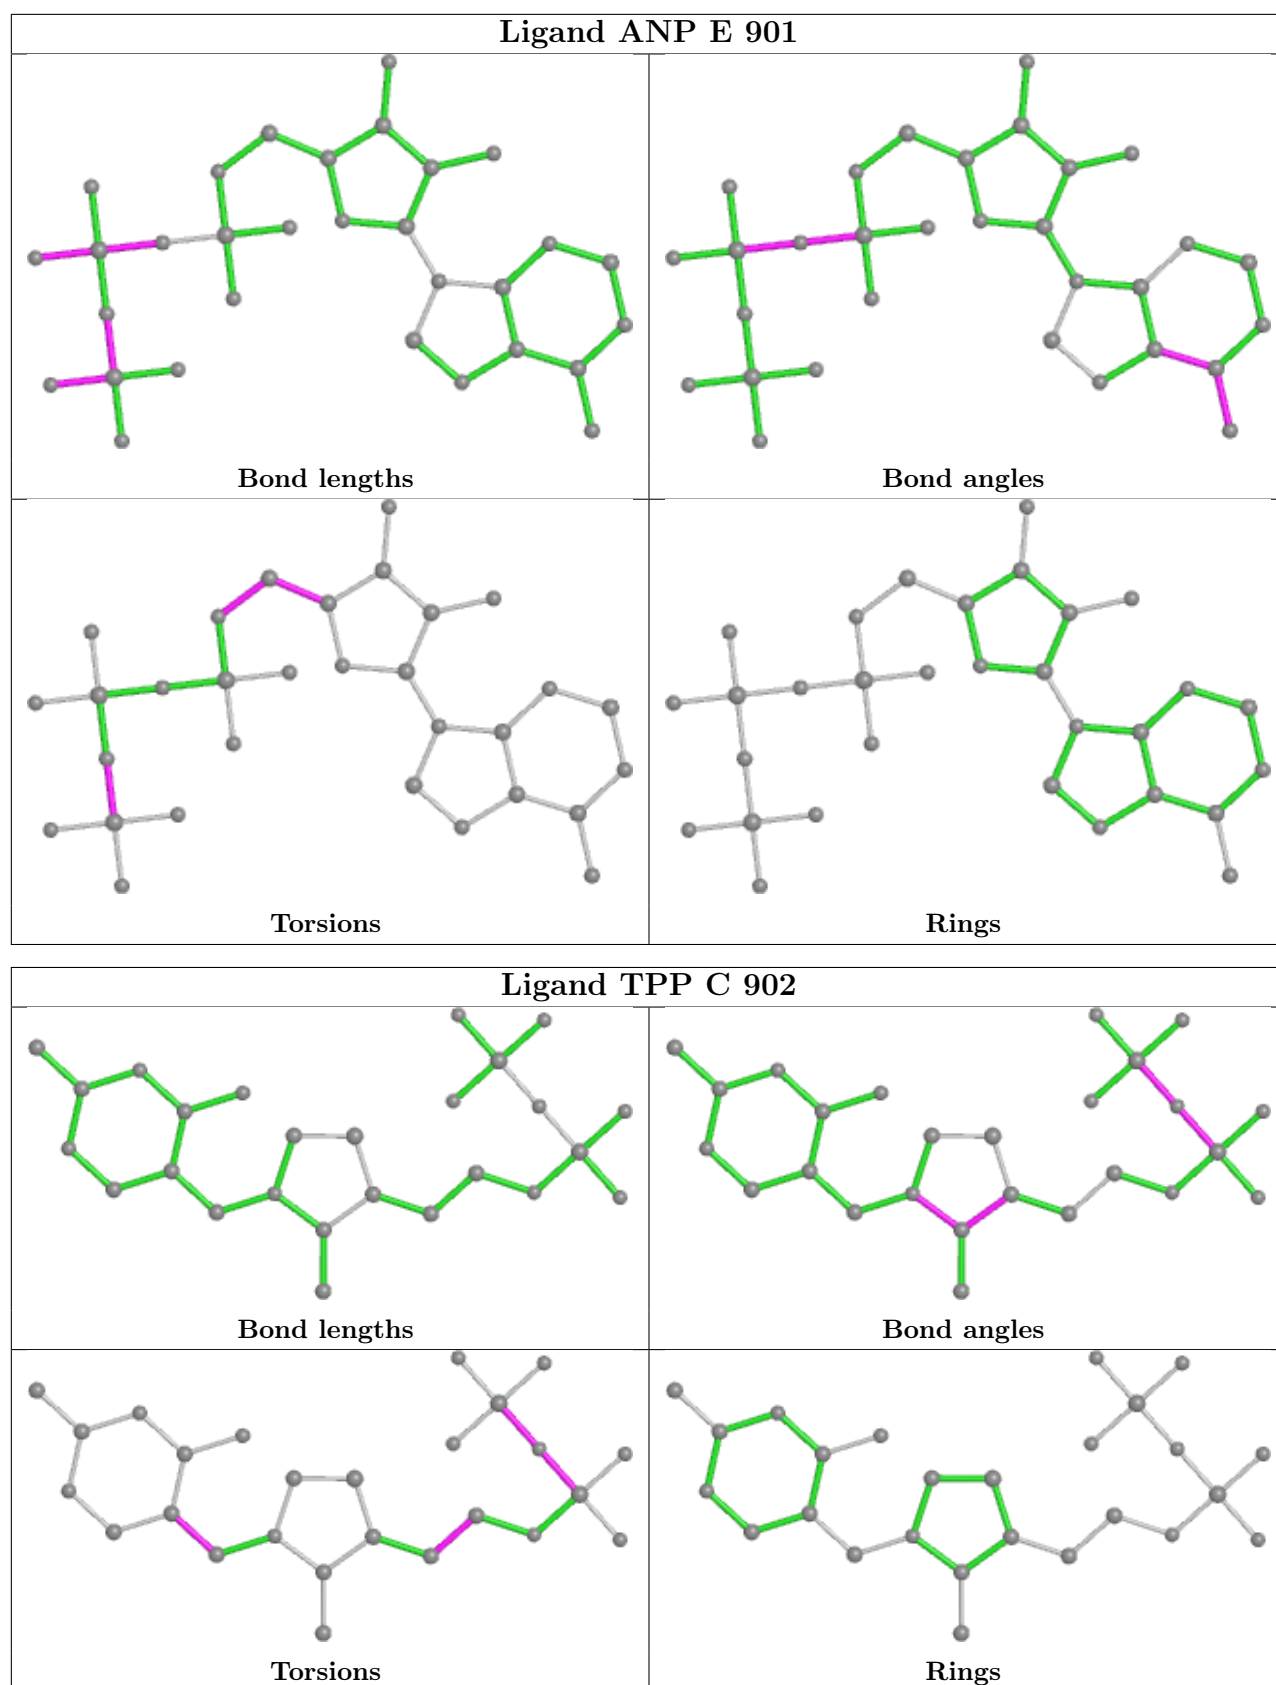 Ligand ANP E 901
Bond lengths
Bond angles
Torsions
Rings
Ligand TPP C 902
Bond lengths
Bond angles
Torsions
Rings